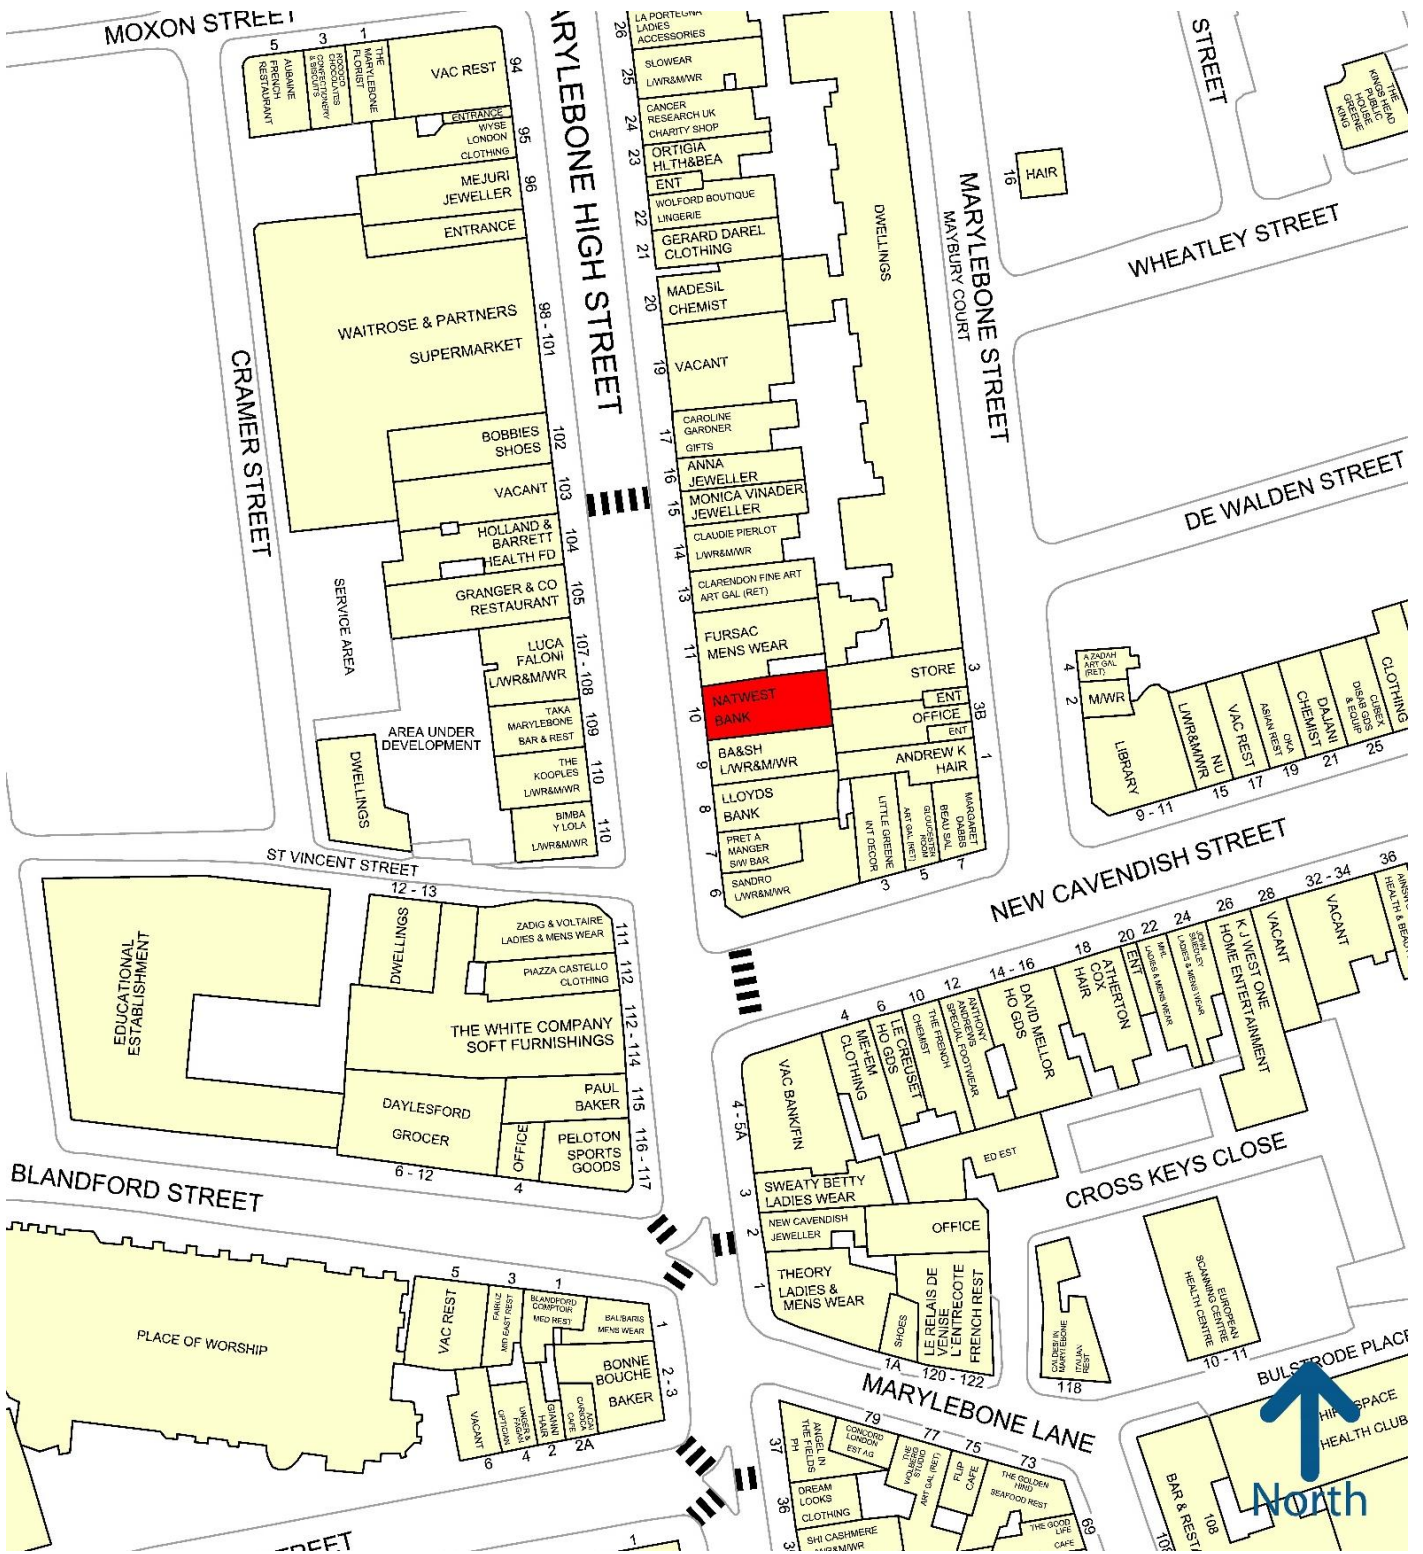 MOXON STREET
5
3
1
AUBAINE
FRENCH
RESTAURANT
ROCOCO
CHOCOLATES
CONFECTIONERY
& BISCUITS
THE
MARYLEBONE
FLORIST
VAC REST
94
ENTRANCE
WYSE
LONDON
CLOTHING
95
MEJURI
JEWELLER
96
ENTRANCE
WAITROSE & PARTNERS
SUPERMARKET
98 - 101
BOBBIES
SHOES
102
VACANT
103
HOLLAND &
BARRETT
HEALTH FD
104
GRANGER & CO
RESTAURANT
105
LUCA
FALONI
L/WR&M/WR
107 - 108
TAKA
MARYLEBONE
BAR & REST
109
THE
KOOPLES
L/WR&M/WR
110
BIMBA
Y LOLA
L/WR&M/WR
110
CRAMER STREET
SERVICE AREA
AREA UNDER
DEVELOPMENT
DWELLINGS
ARYLEBONE HIGH STREET
26
LA PORTEGNA
LADIES
ACCESSORIES
25
SLOWEAR
L/WR&M/WR
24
CANCER
RESEARCH UK
CHARITY SHOP
23
ORTIGIA
HLTH&BEA
ENT
22
WOLFORD BOUTIQUE
LINGERIE
21
GERARD DAREL
CLOTHING
20
MADESIL
CHEMIST
19
VACANT
17
CAROLINE
GARDNER
GIFTS
16
ANNA
JEWELLER
15
MONICA VINADER
JEWELLER
14
CLAUDIE PIERLOT
L/WR&M/WR
13
CLARENDON FINE ART
ART GAL (RET)
11
FURSAC
MENS WEAR
10
NATWEST
BANK
9
BA&SH
L/WR&M/WR
8
LLOYDS
BANK
7
PRET A
MANGER
S/W BAR
6
SANDRO
L/WR&M/WR
DWELLINGS
STORE
3
ENT
OFFICE
3B
ENT
ANDREW K
HAIR
1
LITTLE GREENE
INT DECOR
3
GLOUCESTER
ROOM
ART GAL (RET)
5
MARGARET
DABBS
BEAU SAL
7
MARYLEBONE STREET
MAYBURY COURT
STREET
16
HAIR
THE
KINGS HEAD
PUBLIC
HOUSE
GREENE
KING
WHEATLEY STREET
DE WALDEN STREET
4
A ZADAH
ART GAL
(RET)
2
M/WR
LIBRARY
9 - 11
L/WR&M/WR
NU
15
VAC REST
17
OKA
ASIAN REST
19
DAJANI
CHEMIST
21
CUBEX
DISAB GDS
& EQUIP
25
CLOTHING
NEW CAVENDISH STREET
ST VINCENT STREET
EDUCATIONAL
ESTABLISHMENT
12 - 13
DWELLINGS
ZADIG & VOLTAIRE
LADIES & MENS WEAR
111
PIAZZA CASTELLO
CLOTHING
112
THE WHITE COMPANY
SOFT FURNISHINGS
112 - 114
PAUL
BAKER
115
DAYLESFORD
GROCER
6 - 12
OFFICE
4
PELOTON
SPORTS
GOODS
116 - 117
BLANDFORD STREET
VAC BANK/FIN
4 - 5A
4
ME+EM
CLOTHING
6
LE CREUSET
HO GDS
10
THE FRENCH
CHEMIST
12
ANTHONY
ANDREWS
SPECIAL FOOTWEAR
14 - 16
DAVID MELLOR
HO GDS
18
ATHERTON
COX
HAIR
20
ENT
22
MHL
LADIES & MENS WEAR
24
JOHN
SMEDLEY
LADIES & MENS WEAR
26
K J WEST ONE
HOME ENTERTAINMENT
28
VACANT
32 - 34
VACANT
36
HEALTH & BEA
ED EST
3
SWEATY BETTY
LADIES WEAR
2
NEW CAVENDISH
JEWELLER
OFFICE
1
THEORY
LADIES &
MENS WEAR
SHOES
1A
LE RELAIS DE
VENISE
L'ENTRECOTE
FRENCH REST
120 - 122
CROSS KEYS CLOSE
CALDESI IN
MARYLEBONE
ITALIAN
REST
118
EUROPEAN
SCANNING CENTRE
HEALTH CENTRE
10 - 11
BULSTRODE PLACE
PLACE OF WORSHIP
5
VAC REST
3
FAIRUZ
MID EAST REST
1
BLANDFORD
COMPTOIR
MED REST
BALIBARIS
MENS WEAR
1
BONNE
BOUCHE
BAKER
2 - 3
VACANT
6
UNGER &
FAGAN
OPTICIAN
4
GIANNI
HAIR
2
ACAI
CARIOCA
CAFE
2A
MARYLEBONE LANE
37
ANGEL IN
THE FIELDS
PH
79
CONCORD
LONDON
EST AG
77
ART GAL (RET)
75
FLIP
CAFE
73
THE GOLDEN
HIND
SEAFOOD REST
36
DREAM
LOOKS
CLOTHING
SHI CASHMERE
THE GOOD
LIFE
CAFE
69
SPACE
HEALTH CLUB
BAR & RESTA
108
REET
1
North